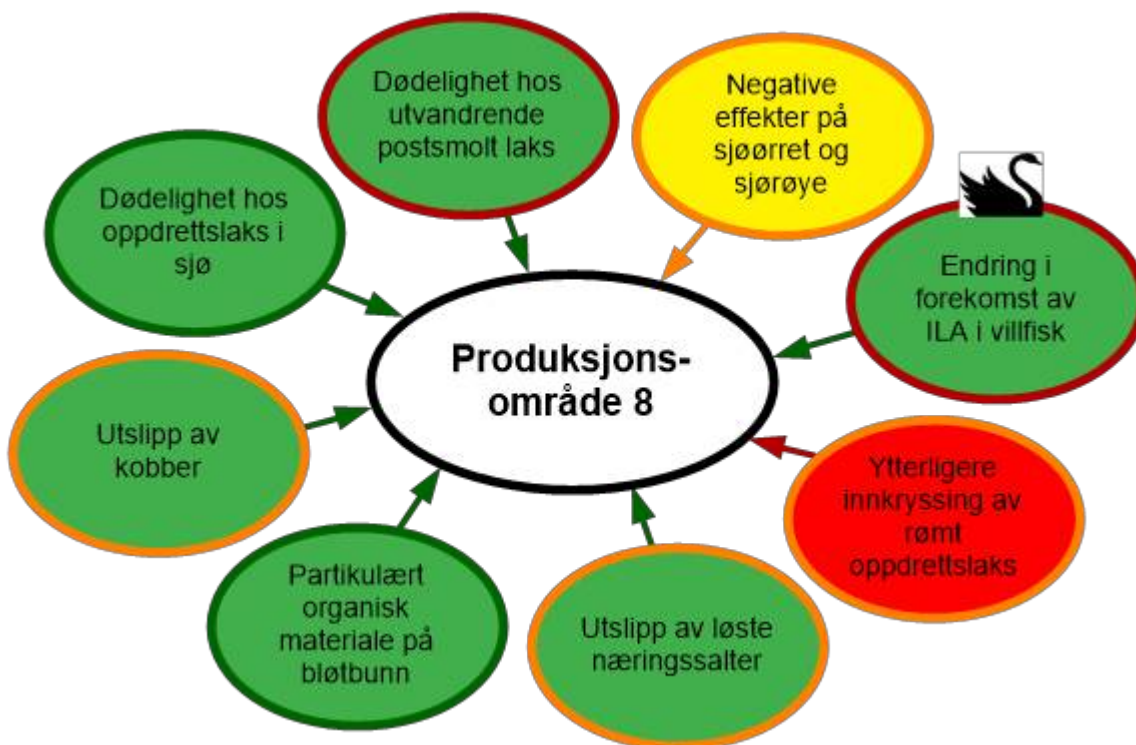 Dødelighet hos
utvandrende
postsmolt laks
Negative
effekter på
sjøørret og
sjørøye
Dødelighet hos
oppdrettslaks i
sjø
Endring i
forekomst av
ILA i villfisk
Produksjons-
område 8
Utslipp av
kobber
Ytterligere
innkryssing av
rømt
oppdrettslaks
Partikulært
organisk
materiale på
bløtbunn
Utslipp av løste
næringssalter